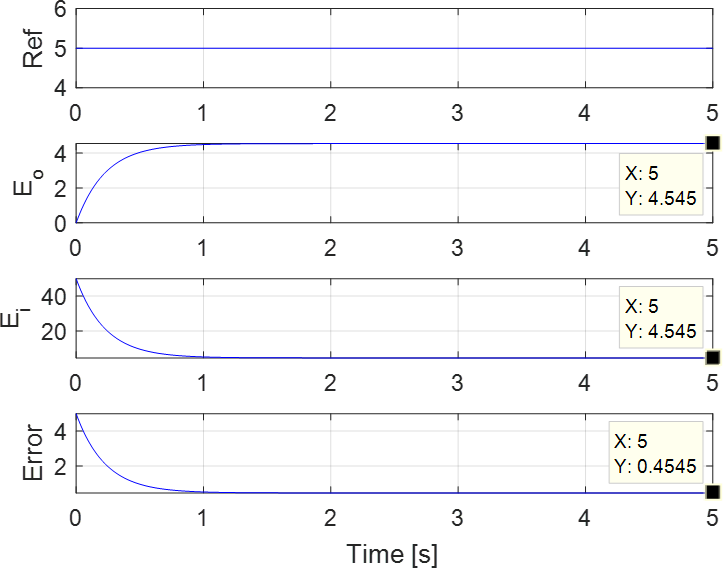 6
5
4
Ref
0 1 2 3 4 5
4
2
0
E_o
X: 5
Y: 4.545
0 1 2 3 4 5
40
20
E_i
X: 5
Y: 4.545
0 1 2 3 4 5
4
2
Error
X: 5
Y: 0.4545
0 1 2 3 4 5
Time [s]